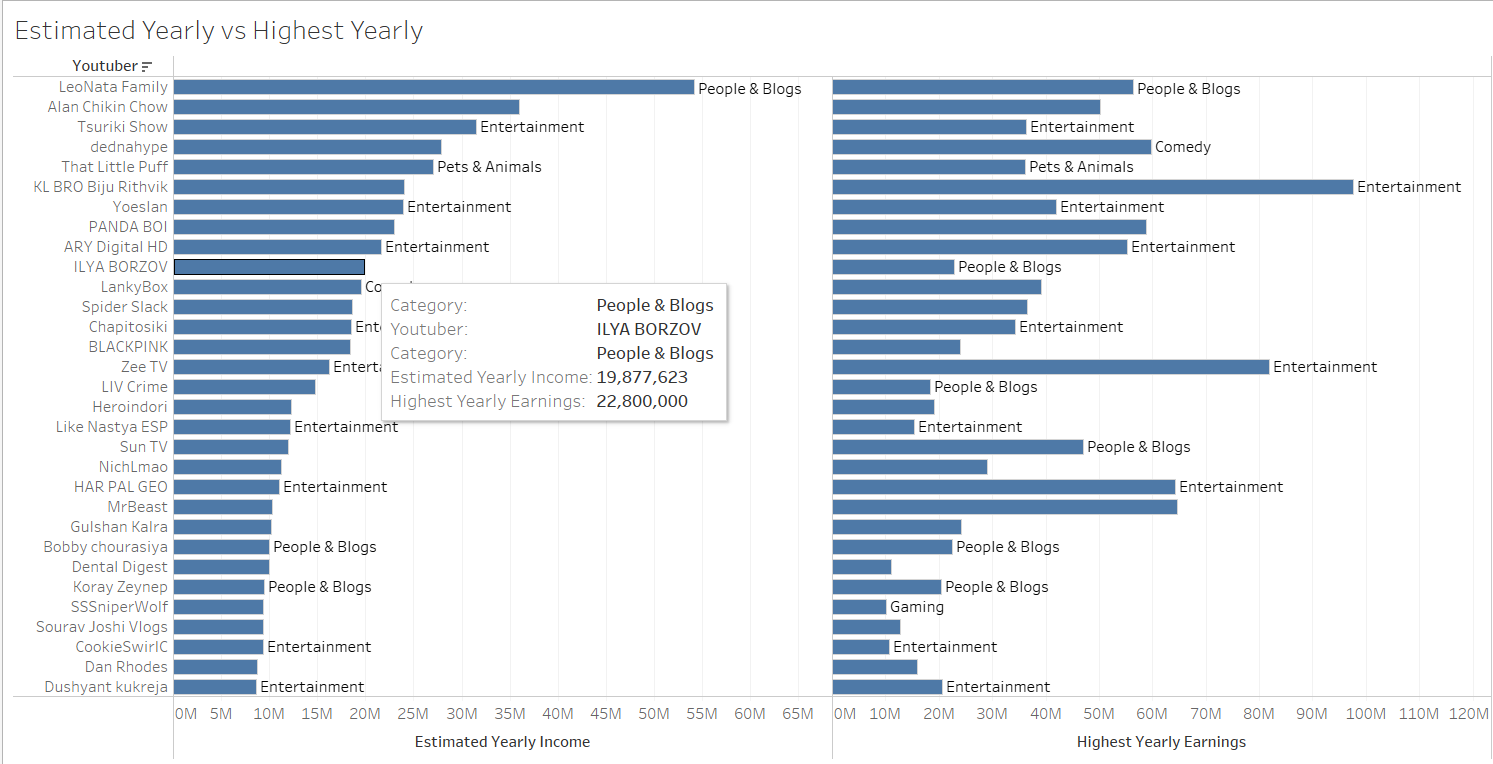 Estimated Yearly vs Highest Yearly
Youtuber
LeoNata Family People & Blogs People & Blogs
Alan Chikin Chow
Tsuriki Show Entertainment Entertainment
dednahype Comedy
That Little Puff Pets & Animals Pets & Animals
KL BRO Biju Rithvik Entertainment
Yoeslan Entertainment Entertainment
PANDA BOI
ARY Digital HD Entertainment Entertainment
ILYA BORZOV People & Blogs
LankyBox
Spider Slack
Chapitosiki Entertainment
BLACKPINK
Zee TV Entertainment
LIV Crime People & Blogs
Heroindori
Like Nastya ESP Entertainment Entertainment
Sun TV People & Blogs
NichLmao
HAR PAL GEO Entertainment Entertainment
MrBeast
Gulshan Kalra
Bobby chourasiya People & Blogs People & Blogs
Dental Digest
Koray Zeynep People & Blogs People & Blogs
SSSniperWolf Gaming
Sourav Joshi Vlogs
CookieSwirlC Entertainment Entertainment
Dan Rhodes
Dushyant kukreja Entertainment Entertainment
Category: People & Blogs
Youtuber: ILYA BORZOV
Category: People & Blogs
Estimated Yearly Income: 19,877,623
Highest Yearly Earnings: 22,800,000
0M 5M 10M 15M 20M 25M 30M 35M 40M 45M 50M 55M 60M 65M 0M 10M 20M 30M 40M 50M 60M 70M 80M 90M 100M 110M 120M
Estimated Yearly Income Highest Yearly Earnings